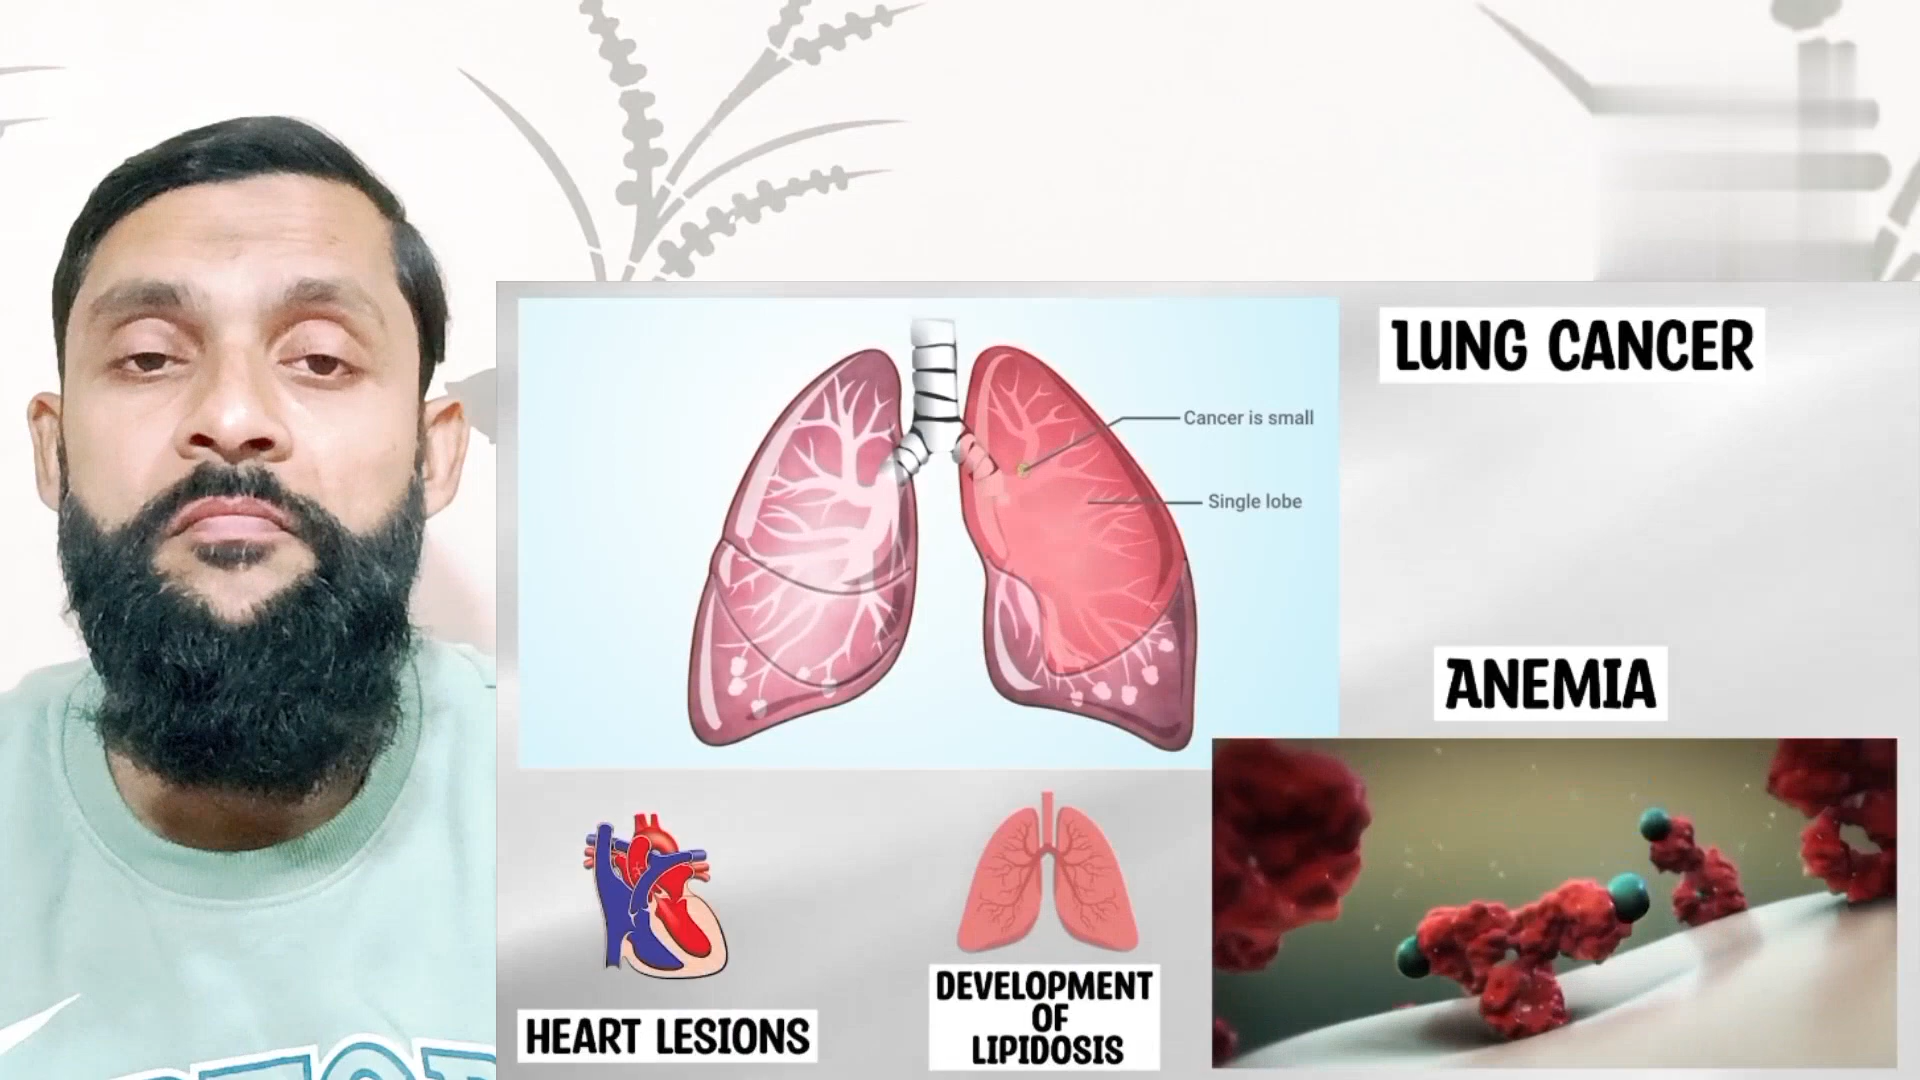 LUNG CANCER
Cancer is small
Single lobe
ANEMIA
HEART LESIONS
DEVELOPMENT
OF
LIPIDOSIS